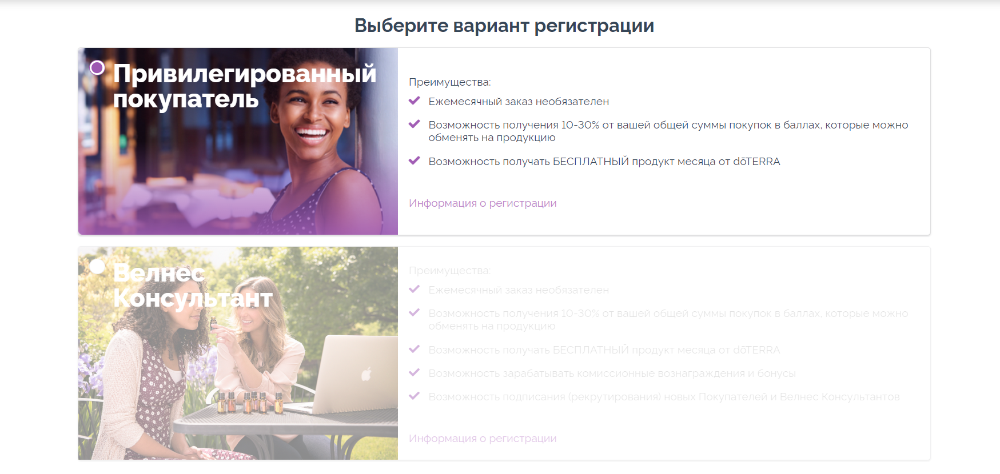 Выберите вариант регистрации
Привилегированный
покупатель
Преимущества:
Ежемесячный заказ необязателен
Возможность получения 10-30% от вашей общей суммы покупок в баллах, которые можно
обменять на продукцию
Возможность получать БЕСПЛАТНЫЙ продукт месяца от dōTERRA
Информация о регистрации
Велнес
Консультант
Преимущества:
Ежемесячный заказ необязателен
Возможность получения 10-30% от вашей общей суммы покупок в баллах, которые можно
обменять на продукцию
Возможность получать БЕСПЛАТНЫЙ продукт месяца от dōTERRA
Возможность зарабатывать комиссионные вознаграждения и бонусы
Возможность подписания (рекрутирования) новых Покупателей и Велнес Консультантов
Информация о регистрации